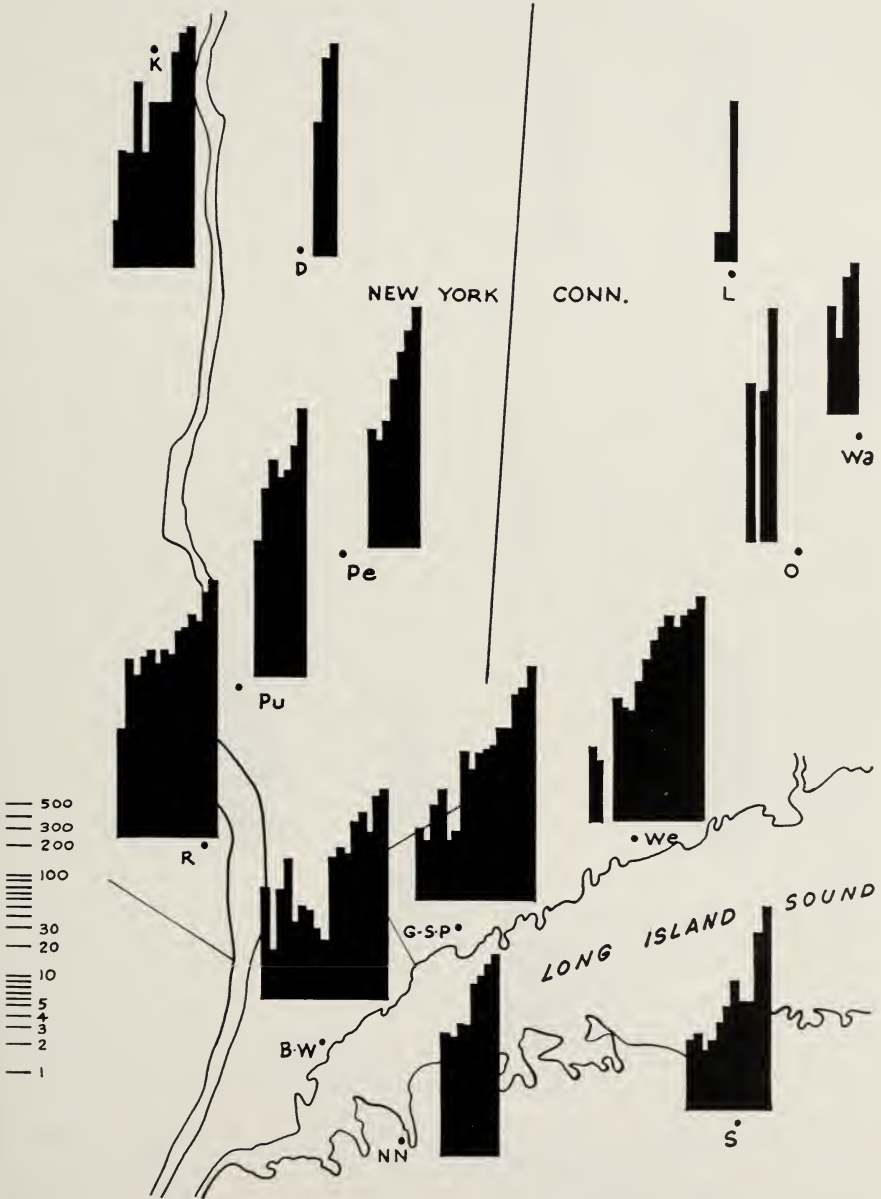 K
D
NEW YORK CONN.
L
Wa
Pe
O
Pu
500
300
200
100
30
20
10
5
4
3
2
1
R
We
G-S-P
LONG ISLAND SOUND
B-W
NN
S